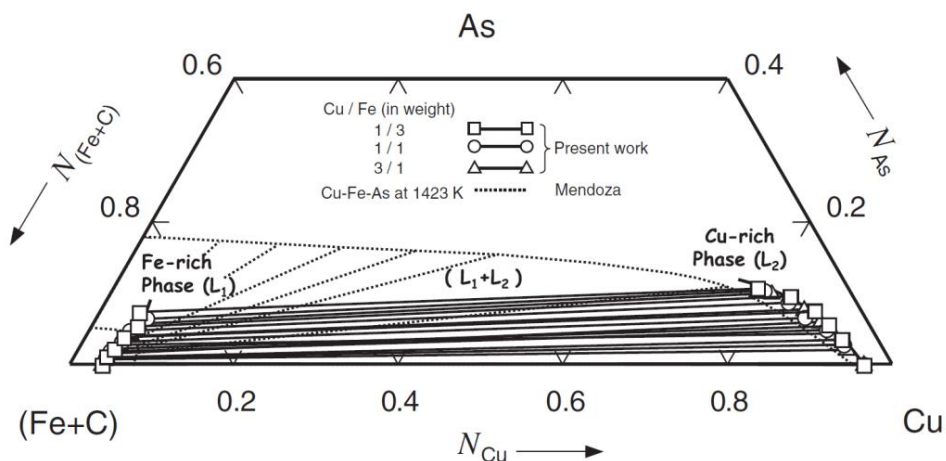 As
0.6
0.4
Cu / Fe (in weight)
1 / 3
1 / 1
3 / 1
Present work
Cu-Fe-As at 1423 K
Mendoza
N(Fe+C)
NAs
0.8
0.2
Fe-rich
Phase (L1)
(L1+L2)
Cu-rich
Phase (L2)
0.2
0.4
0.6
0.8
(Fe+C)
Cu
NCu